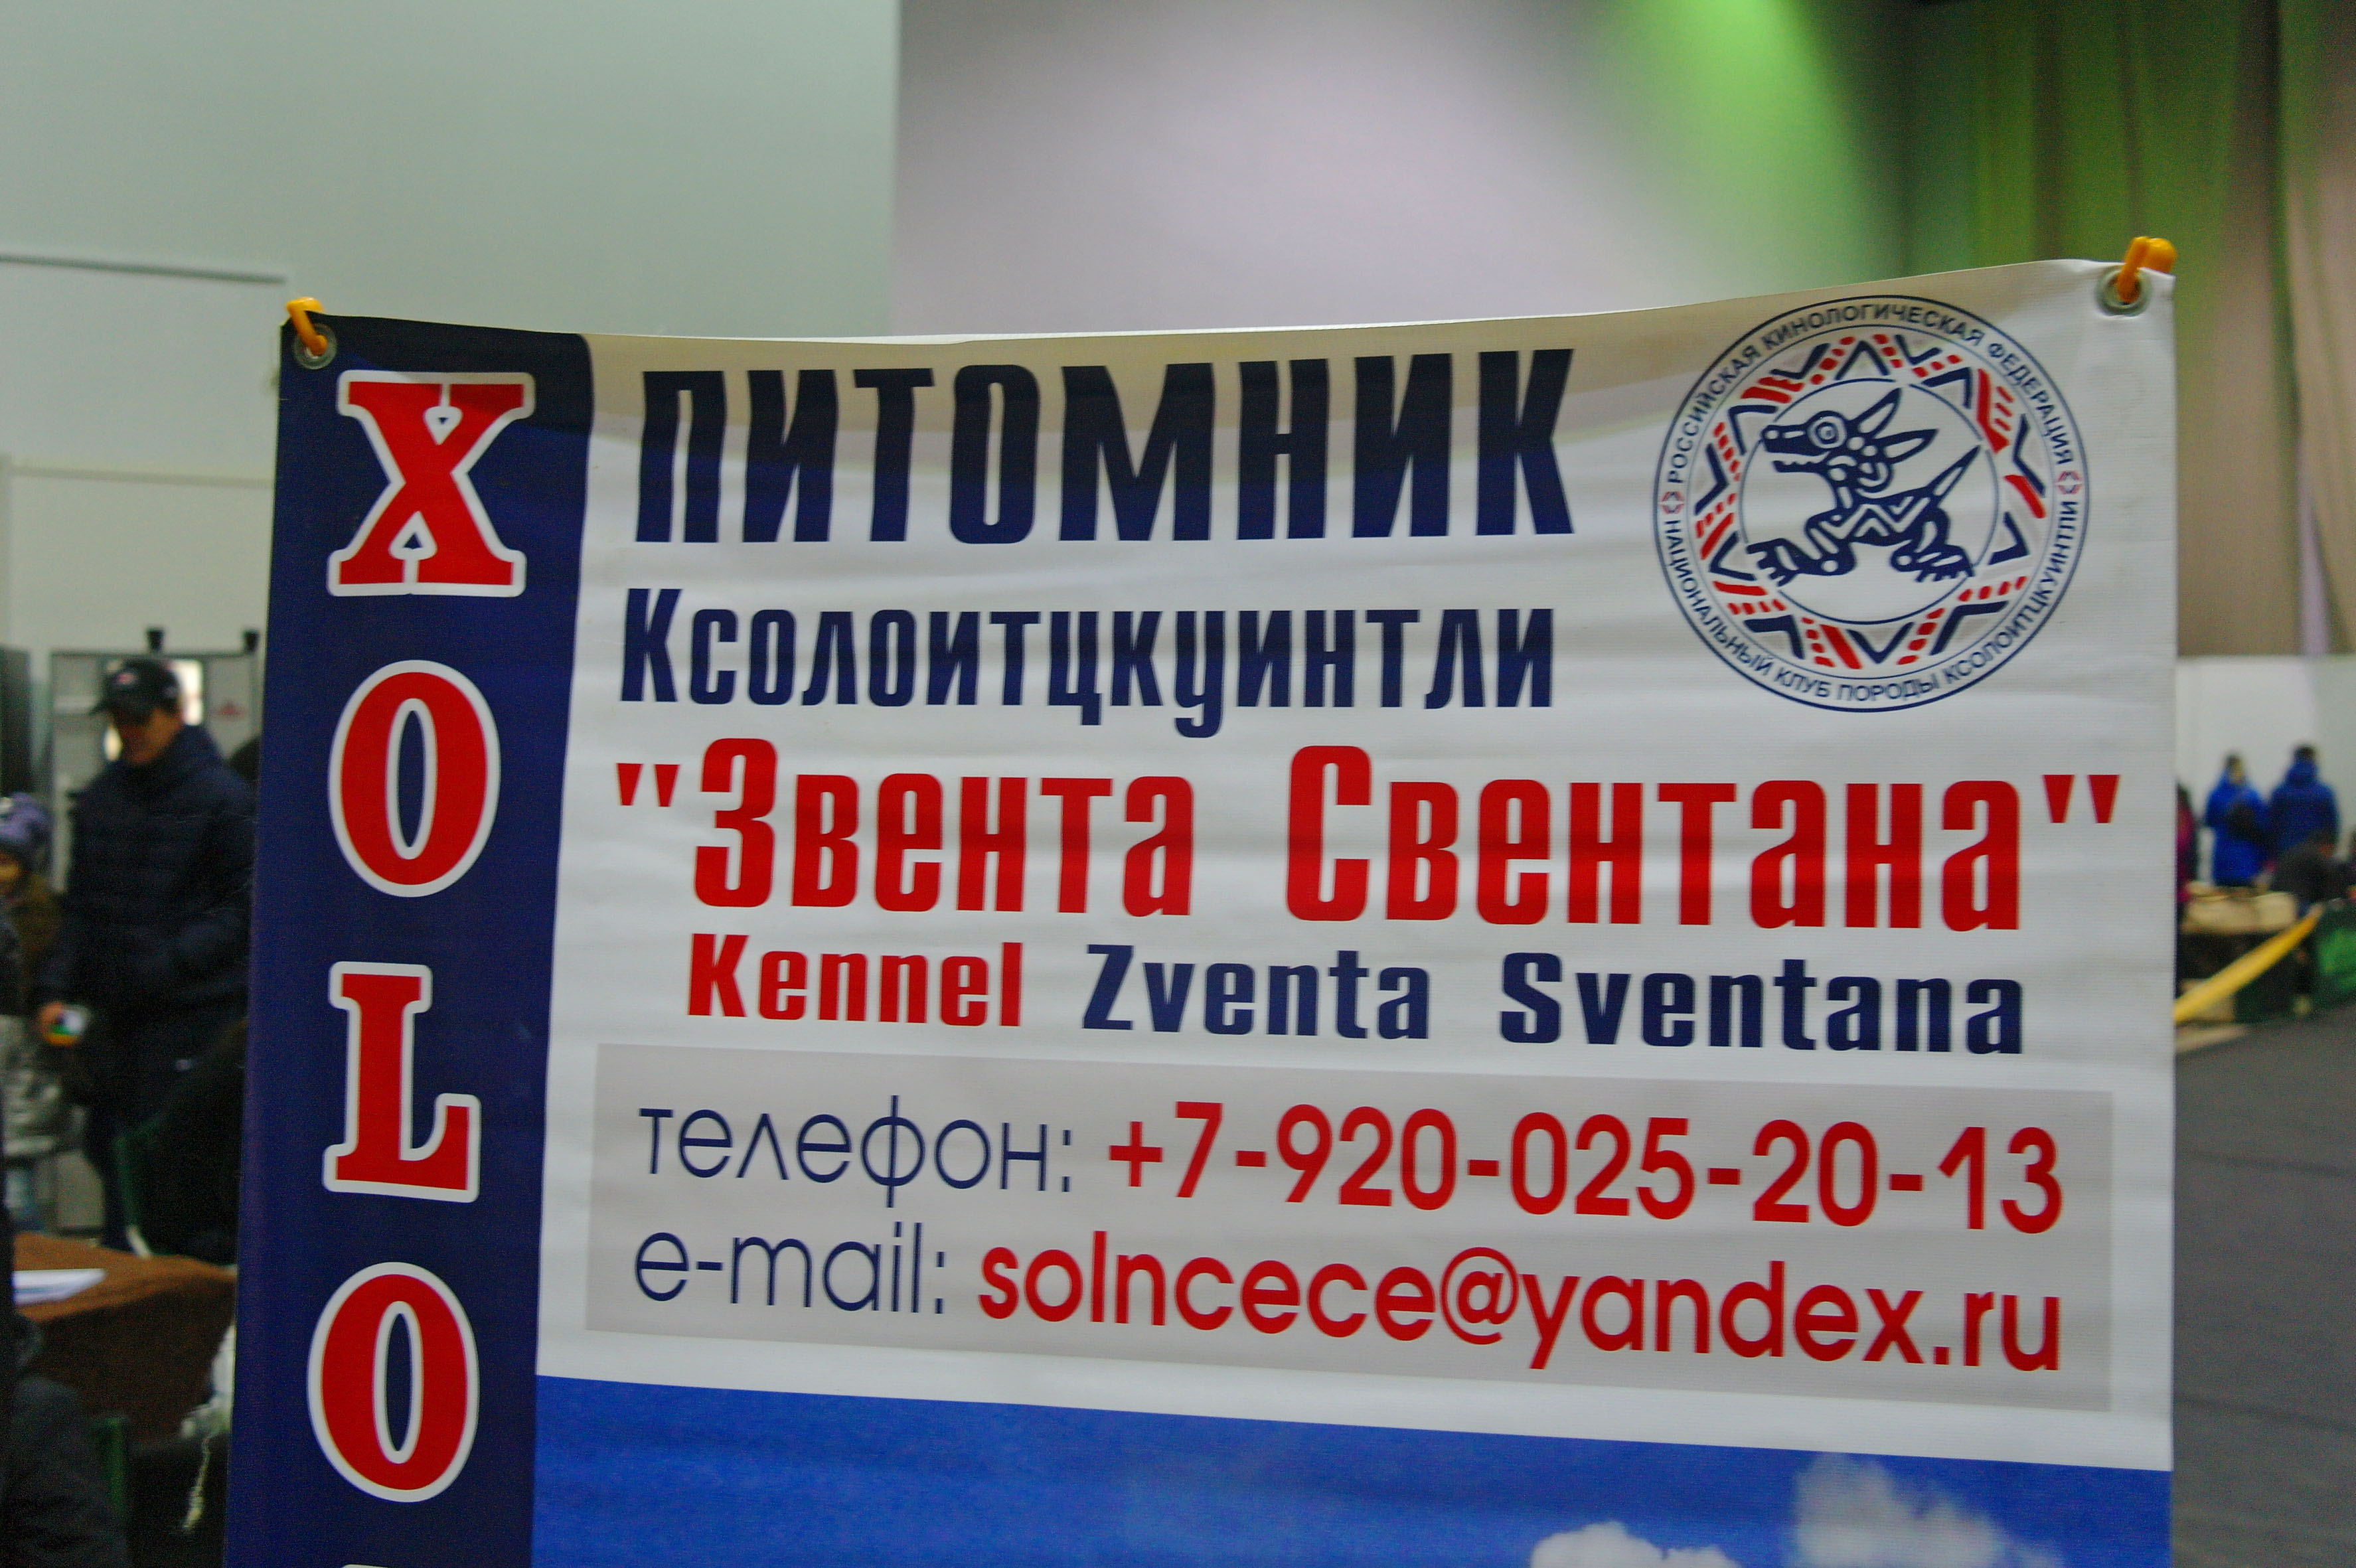 XOLO
ПИТОМНИК
Ксолоитцкуинтли
"Звента Свентана"
Kennel Zventa Sventana
телефон: +7-920-025-20-13
e-mail: solncece@yandex.ru
РОССИЙСКАЯ КИНОЛОГИЧЕСКАЯ ФЕДЕРАЦИЯ
НАЦИОНАЛЬНЫЙ КЛУБ ПОРОДЫ КСОЛОИТЦКУИНТЛИ